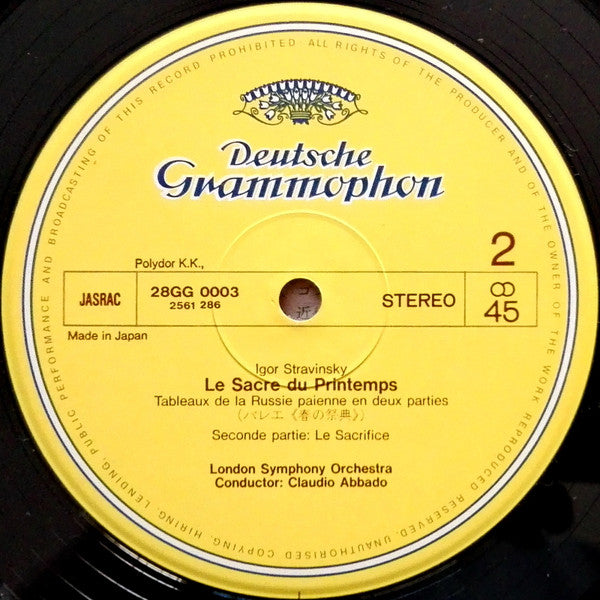 ALL RIGHTS OF THE PRODUCER AND OF THE OWNER OF THE WORK REPRODUCED RESERVED. UNAUTHORISED COPYING, HIRING, LENDING, PUBLIC PERFORMANCE AND BROADCASTING OF THIS RECORD PROHIBITED.
Deutsche
Grammophon
Polydor K.K.,
2
JASRAC
28GG 0003
2561 286
STEREO
45
Made in Japan
Igor Stravinsky
Le Sacre du Printemps
Tableaux de la Russie païenne en deux parties
(バレエ《春の祭典》)
Seconde partie: Le Sacrifice
London Symphony Orchestra
Conductor: Claudio Abbado